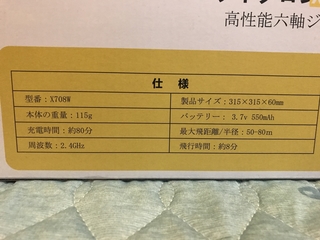 高性能六軸ジ
仕 様
型番：X708W
製品サイズ：315×315×60mm
本体の重量：115g
バッテリー： 3.7v 550mAh
充電時間：約80分
最大飛距離/半径：50-80m
周波数：2.4GHz
飛行時間：約8分